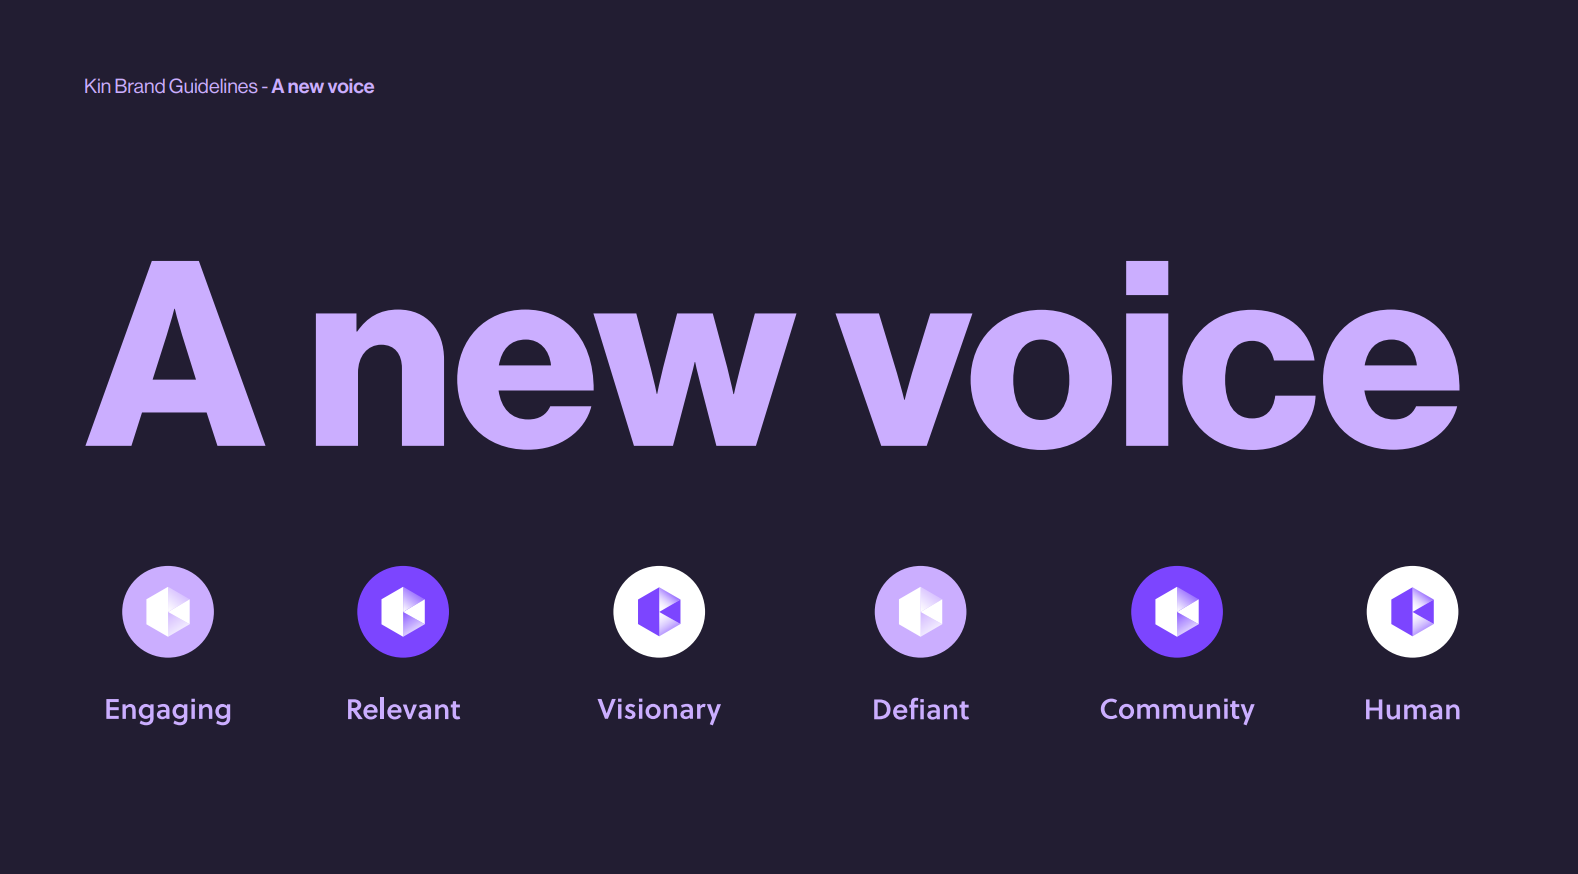 Kin Brand Guidelines - A new voice
A new voice
Engaging Relevant Visionary Defiant Community Human